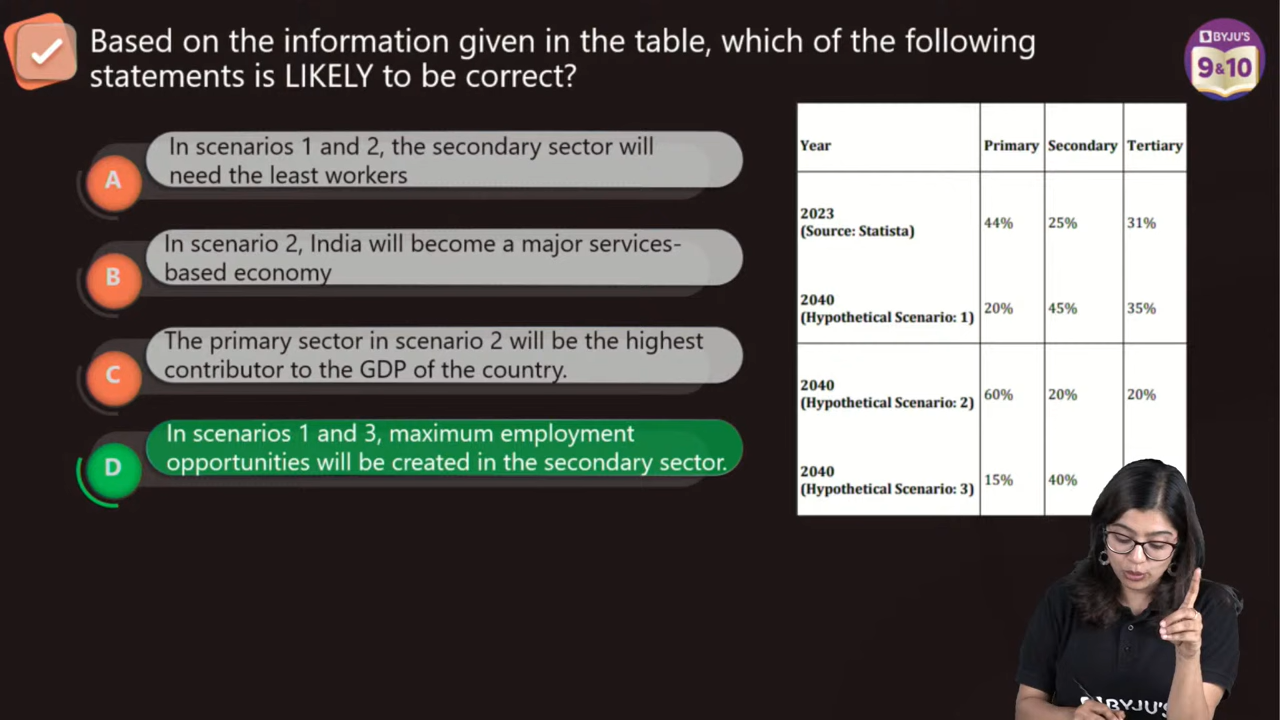 Based on the information given in the table, which of the following
statements is LIKELY to be correct?
BYJU'S
9&10
A
In scenarios 1 and 2, the secondary sector will
need the least workers
B
In scenario 2, India will become a major services-
based economy
C
The primary sector in scenario 2 will be the highest
contributor to the GDP of the country.
D
In scenarios 1 and 3, maximum employment
opportunities will be created in the secondary sector.
Year Primary Secondary Tertiary
2023
(Source: Statista) 44% 25% 31%
2040
(Hypothetical Scenario: 1) 20% 45% 35%
2040
(Hypothetical Scenario: 2) 60% 20% 20%
2040
(Hypothetical Scenario: 3) 15% 40%
BYJU'S